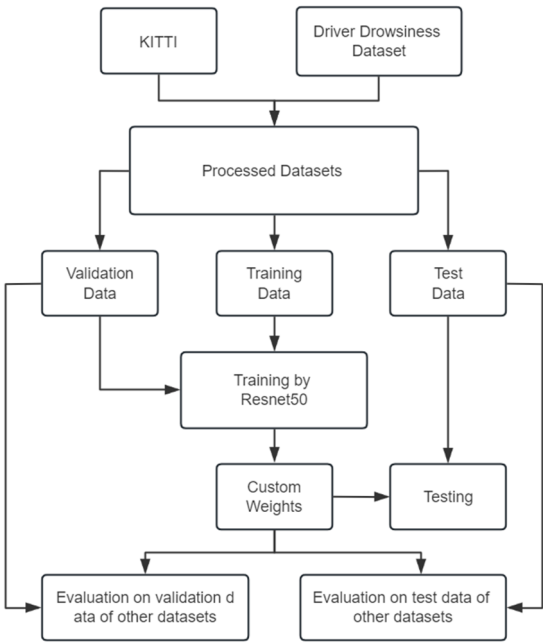 KITTI
Driver Drowsiness
Dataset
Processed Datasets
Validation
Data
Training
Data
Test
Data
Training by
Resnet50
Custom
Weights
Testing
Evaluation on validation d
ata of other datasets
Evaluation on test data of
other datasets